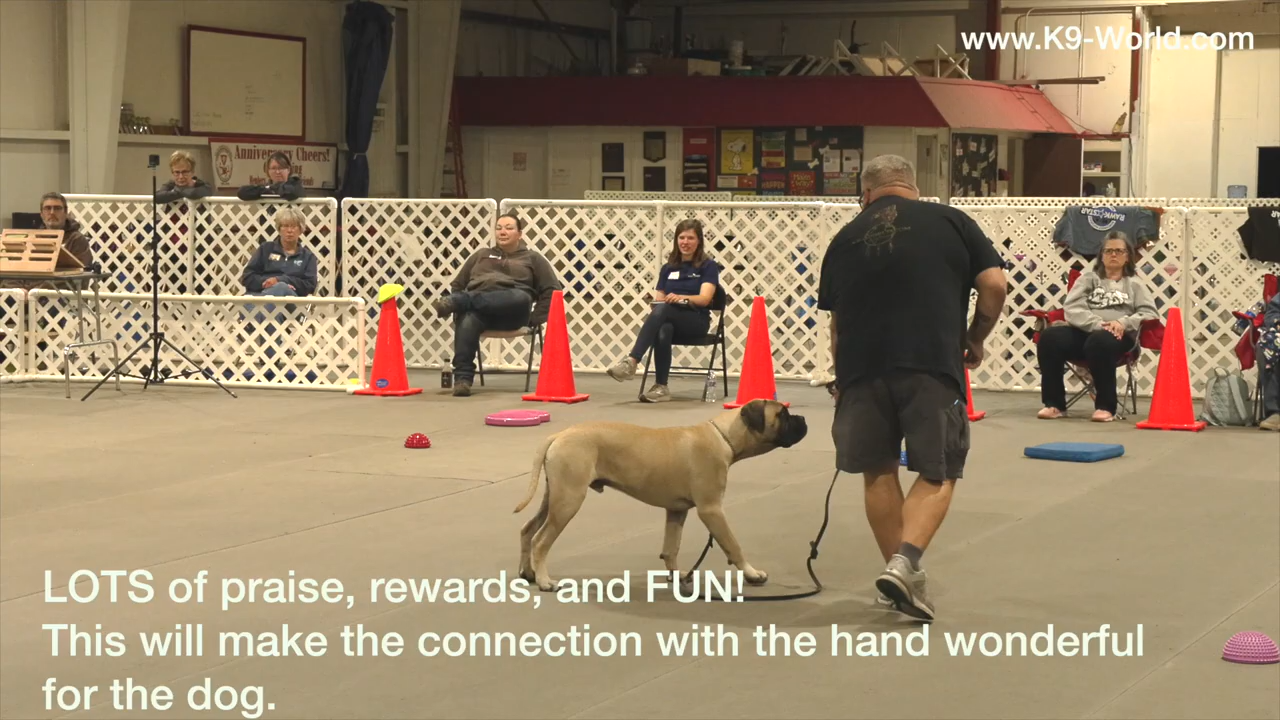 www.K9-World.com
Anniversary Cheers!
LOTS of praise, rewards, and FUN!
This will make the connection with the hand wonderful
for the dog.